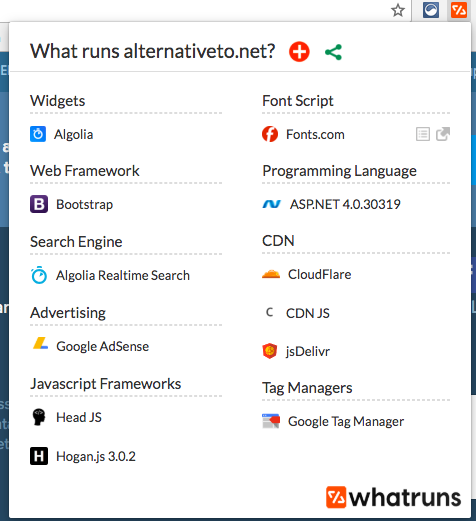 What runs alternativeto.net?
Widgets
Algolia
Web Framework
Bootstrap
Search Engine
Algolia Realtime Search
Advertising
Google AdSense
Javascript Frameworks
Head JS
Hogan.js 3.0.2
Font Script
Fonts.com
Programming Language
ASP.NET 4.0.30319
CDN
CloudFlare
CDN JS
jsDelivr
Tag Managers
Google Tag Manager
whatruns